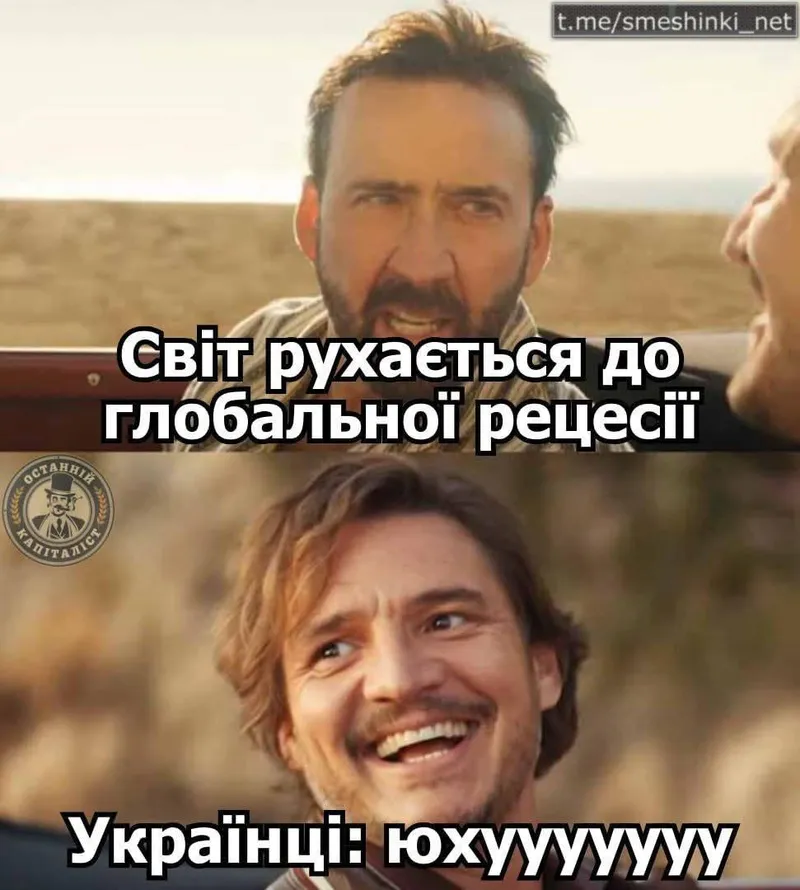 t.me/smeshinki_net
Світ рухається до
глобальної рецесії
ОСТАННІЙ
КАПІТАЛІСТ
Українці: юхууууууу